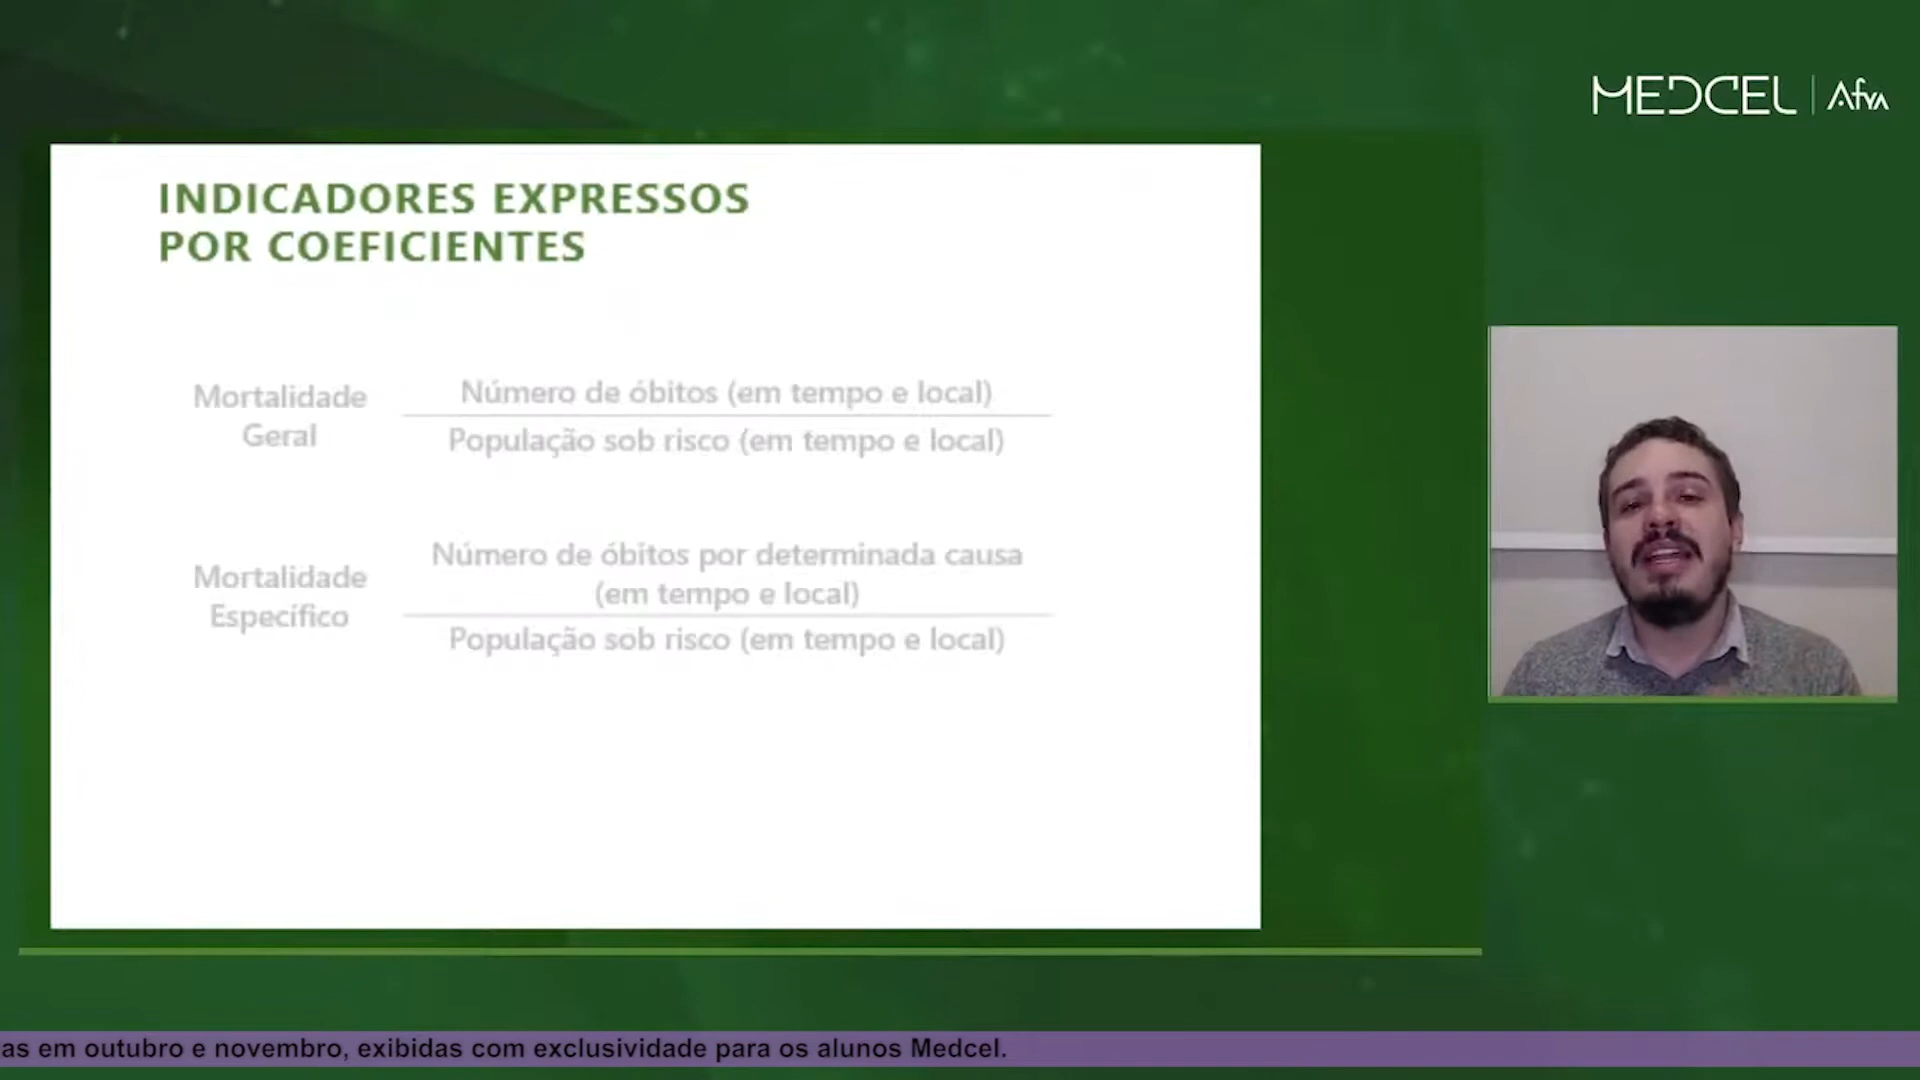 MEDCEL | Afya
INDICADORES EXPRESSOS
POR COEFICIENTES
Mortalidade
Geral
Número de óbitos (em tempo e local)
População sob risco (em tempo e local)
Mortalidade
Específico
Número de óbitos por determinada causa
(em tempo e local)
População sob risco (em tempo e local)
as em outubro e novembro, exibidas com exclusividade para os alunos Medcel.